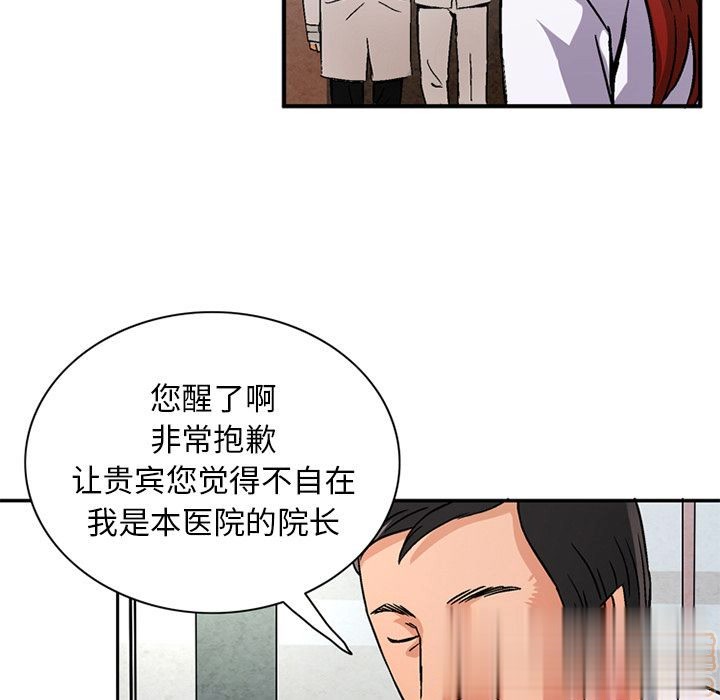 您醒了啊
非常抱歉
让贵宾您觉得不自在
我是本医院的院长